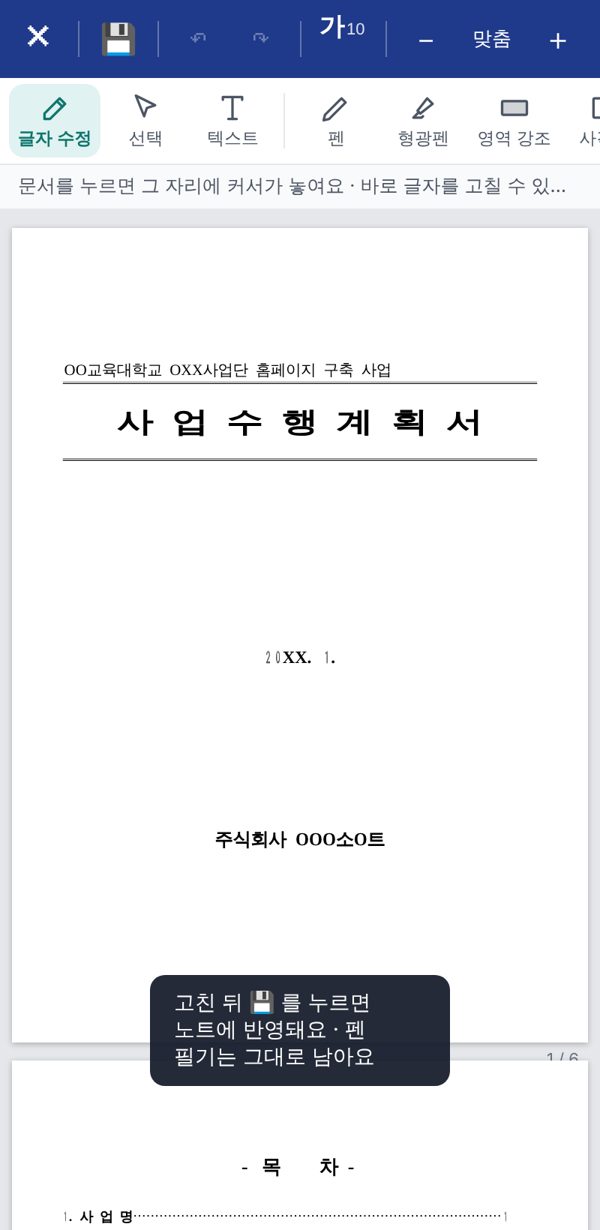 가10
맞춤
글자 수정
선택
텍스트
펜
형광펜
영역 강조
문서를 누르면 그 자리에 커서가 놓여요 · 바로 글자를 고칠 수 있...
OO교육대학교 OXX사업단 홈페이지 구축 사업
사 업 수 행 계 획 서
20XX. 1.
주식회사 OOO소O트
고친 뒤 💾 를 누르면
노트에 반영돼요 · 펜
필기는 그대로 남아요
1 / 6
- 목 차 -
1. 사 업 명 1